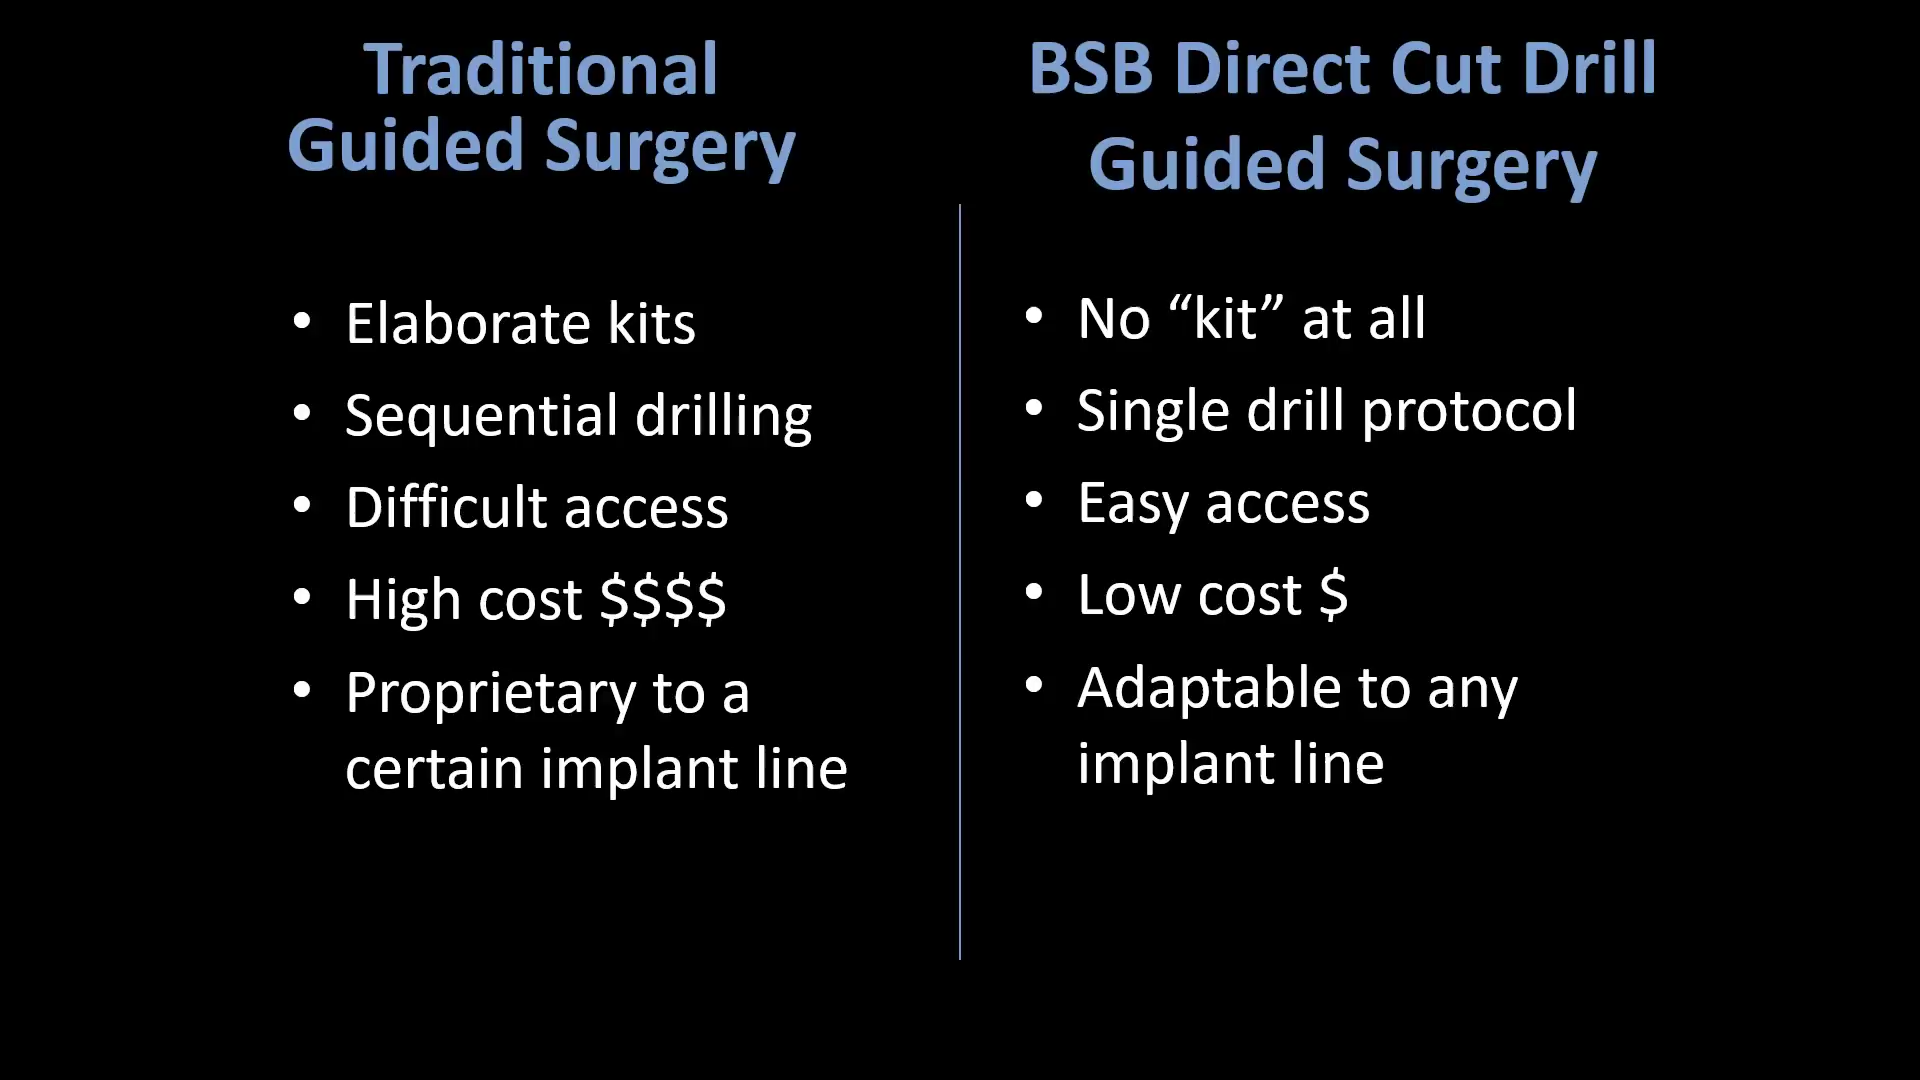 Traditional
Guided Surgery
• Elaborate kits
• Sequential drilling
• Difficult access
• High cost $$$$
• Proprietary to a
certain implant line
BSB Direct Cut Drill
Guided Surgery
• No “kit” at all
• Single drill protocol
• Easy access
• Low cost $
• Adaptable to any
implant line